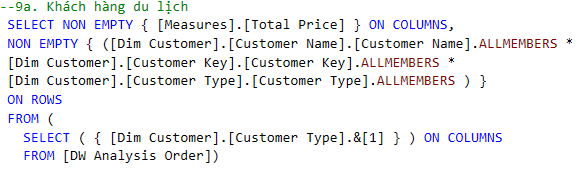 --9a. Khách hàng du lịch
SELECT NON EMPTY { [Measures].[Total Price] } ON COLUMNS,
NON EMPTY { ([Dim Customer].[Customer Name].[Customer Name].ALLMEMBERS *
[Dim Customer].[Customer Key].[Customer Key].ALLMEMBERS *
[Dim Customer].[Customer Type].[Customer Type].ALLMEMBERS ) }
ON ROWS
FROM (
SELECT ( { [Dim Customer].[Customer Type].&[1] } ) ON COLUMNS
FROM [DW Analysis Order])